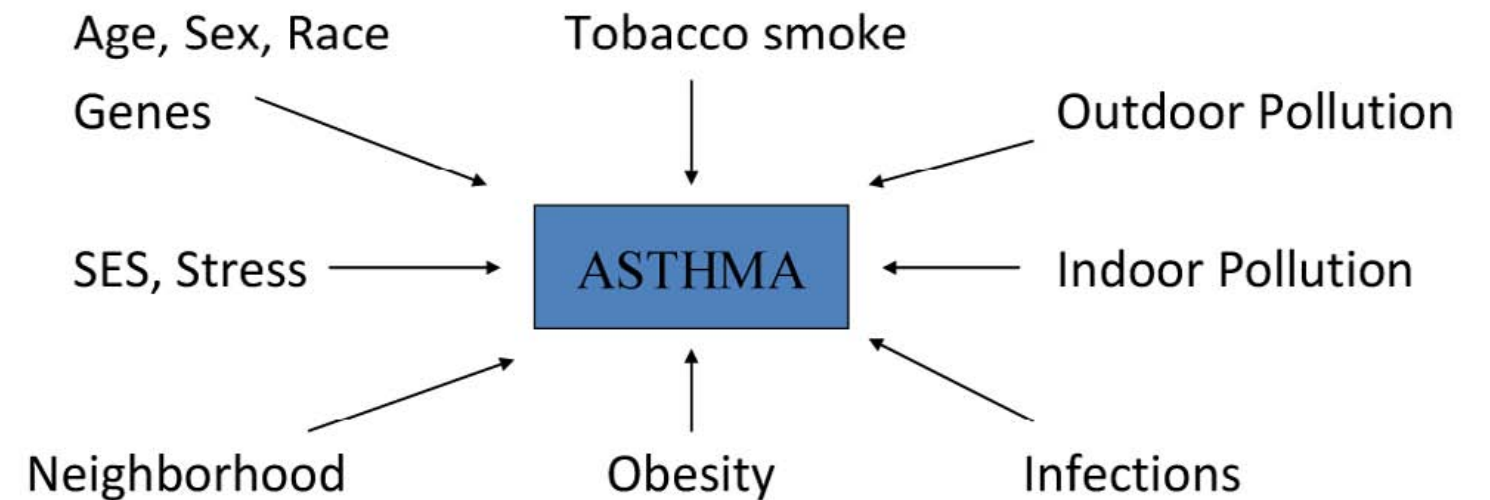 Age, Sex, Race
Genes
Tobacco smoke
Outdoor Pollution
SES, Stress
ASTHMA
Indoor Pollution
Neighborhood
Obesity
Infections